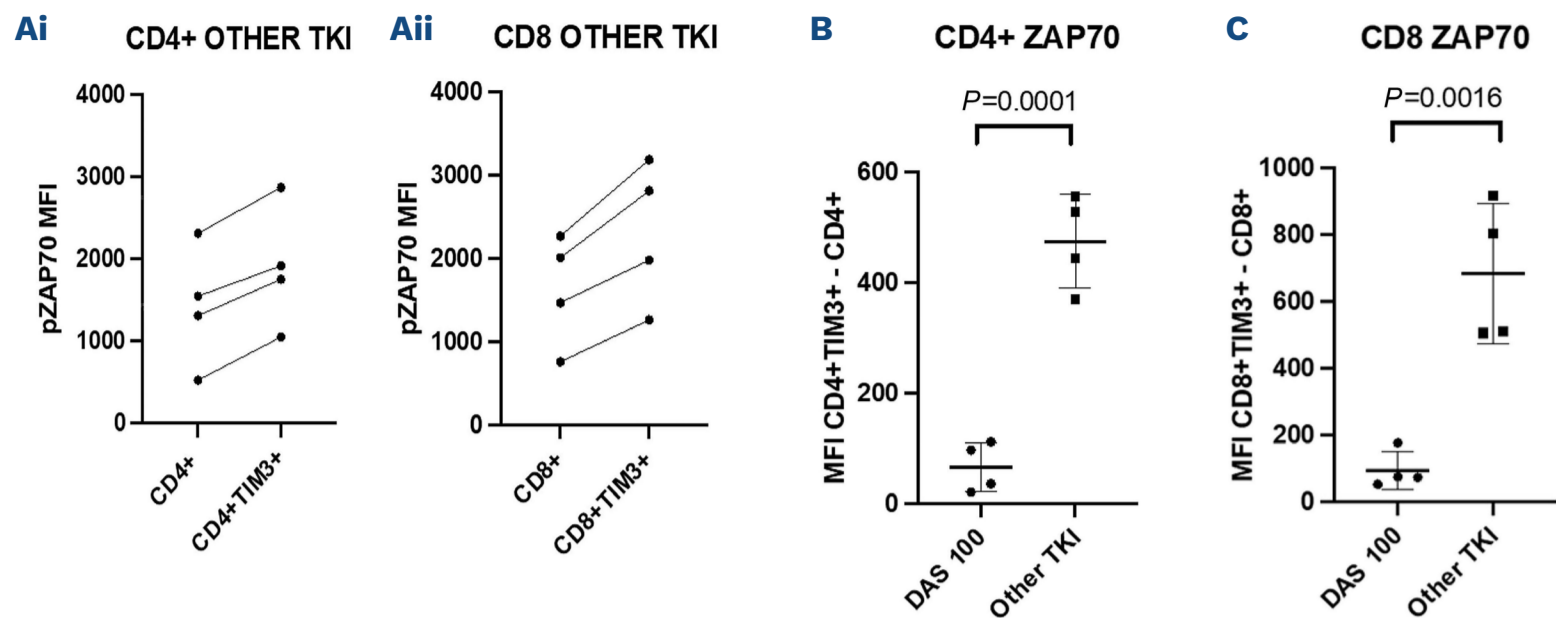 Ai
CD4+ OTHER TKI
pZAP70 MFI
4000
3000
2000
1000
0
CD4+
CD4+TIM3+
Aii
CD8 OTHER TKI
pZAP70 MFI
4000
3000
2000
1000
0
CD8+
CD8+TIM3+
B
CD4+ ZAP70
P=0.0001
MFI CD4+TIM3+ - CD4+
600
400
200
0
DAS 100
Other TKI
C
CD8 ZAP70
P=0.0016
MFI CD8+TIM3+ - CD8+
1000
800
600
400
200
0
DAS 100
Other TKI